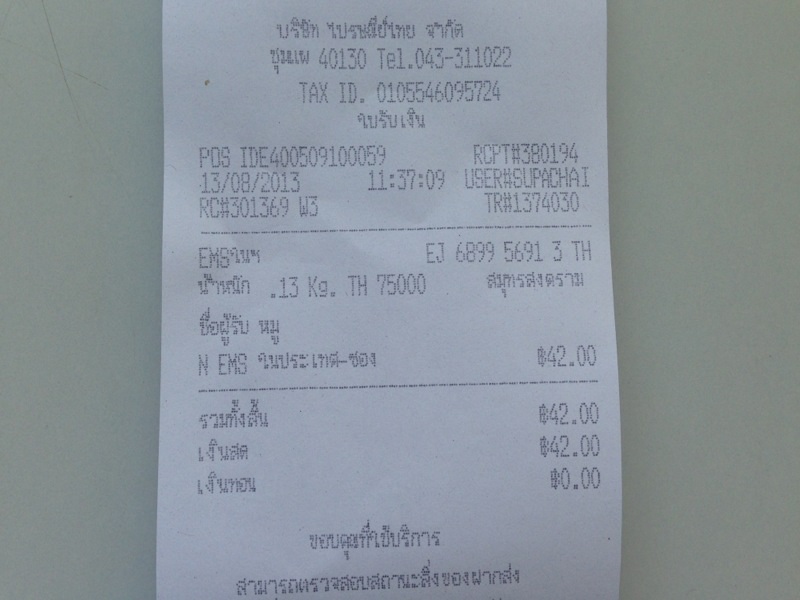 บริษัท ไปรษณีย์ไทย จำกัด
ชุมแพ 40130 Tel.043-311022
TAX ID. 0105546095724
ใบรับเงิน
POS IDE400509100059 RCPT#380194
13/08/2013 11:37:09 USER#SUPACHAI
RC#301369 W3 TR#1374030
EMSในฯ EJ 6899 5691 3 TH
น้ำหนัก .13 Kg. TH 75000 สมุทรสงคราม
ชื่อผู้รับ หมู
N EMS ในประเทศ-ซอง ฿42.00
รวมทั้งสิ้น ฿42.00
เงินสด ฿42.00
เงินทอน ฿0.00
ขอบคุณที่ใช้บริการ
สามารถตรวจสอบสถานะสิ่งของฝากส่ง